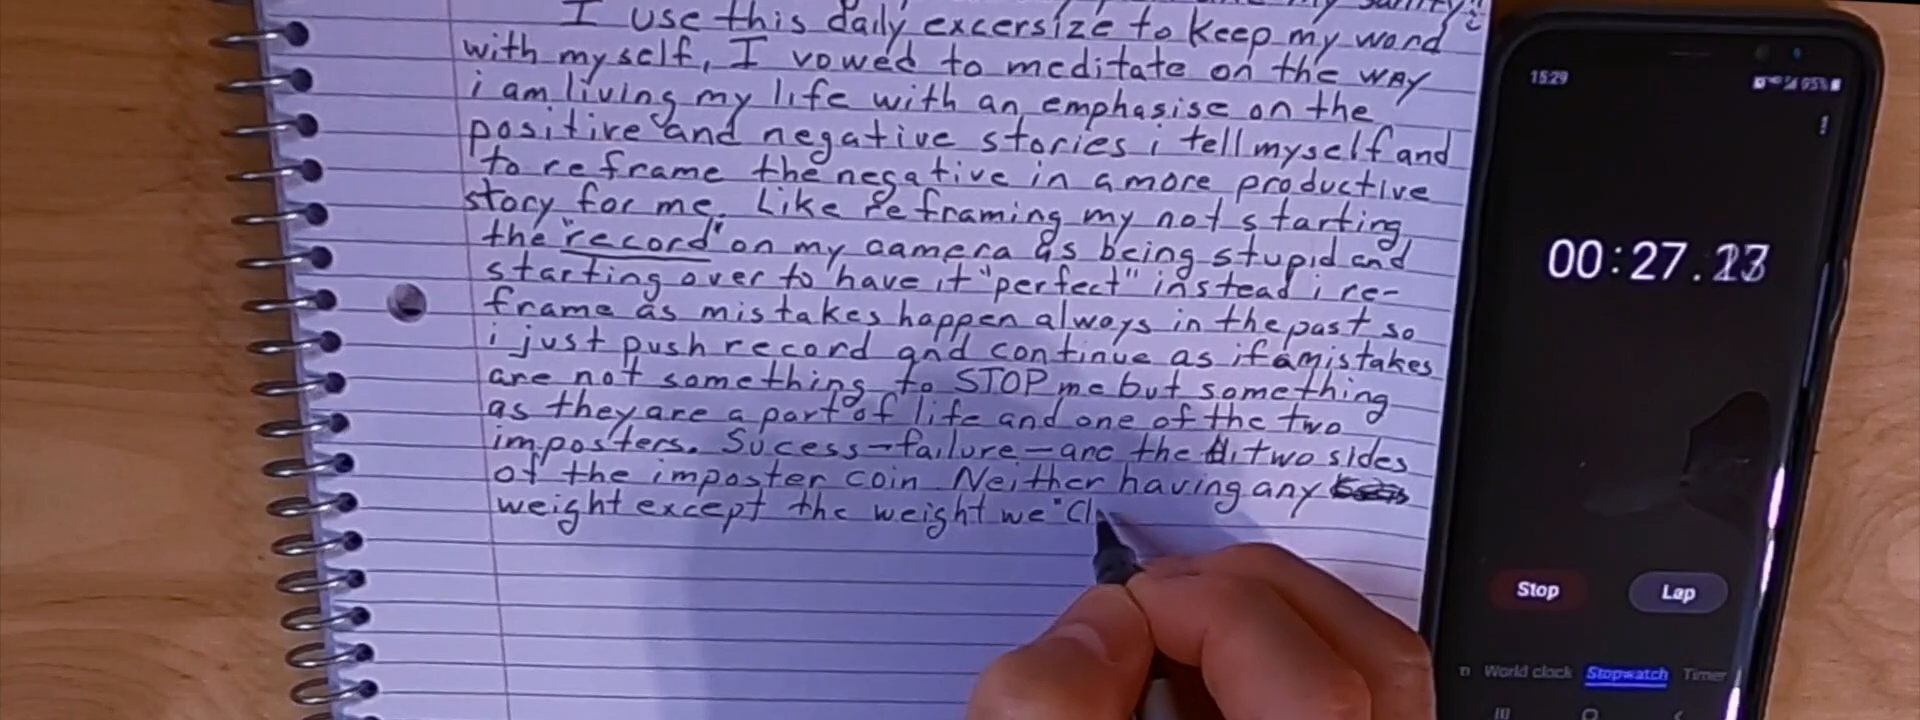 my sanity!!
I use this daily excersize to keep my word
with myself, I vowed to meditate on the way
i am living my life with an emphasise on the
positive and negative stories i tell myself and
to reframe the negative in a more productive
story for me. Like reframing my not starting
the "record" on my camera as being stupid and
starting over to have it "perfect" instead i re-
frame as mistakes happen always in the past so
i just push record and continue as if a mistakes
are not something to STOP me but something
as they are a part of life and one of the two
imposters. Sucess-failure-are the two sides
of the imposter coin Neither having any
weight except the weight we "Cl
15:29
95%
00:27.23
Stop
Lap
World clock
Stopwatch
Timer